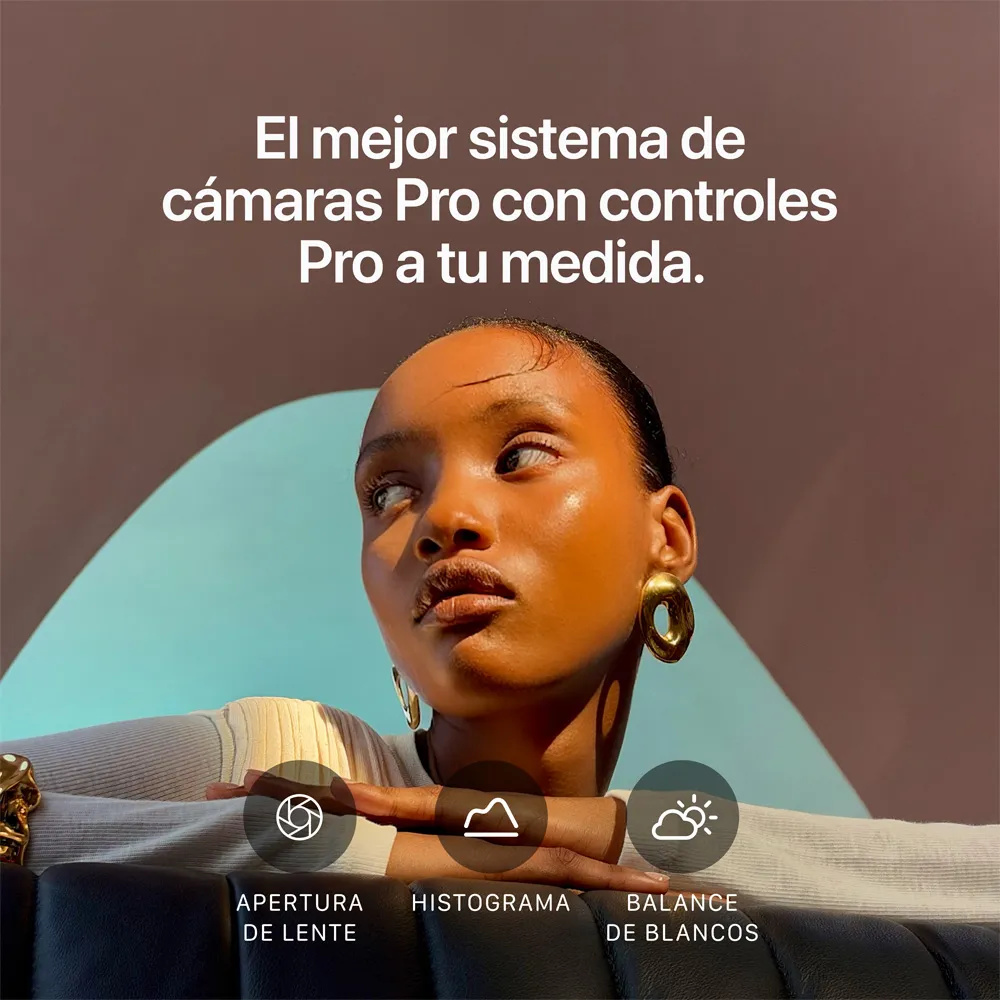 El mejor sistema de
cámaras Pro con controles
Pro a tu medida.
APERTURA
DE LENTE
HISTOGRAMA
BALANCE
DE BLANCOS